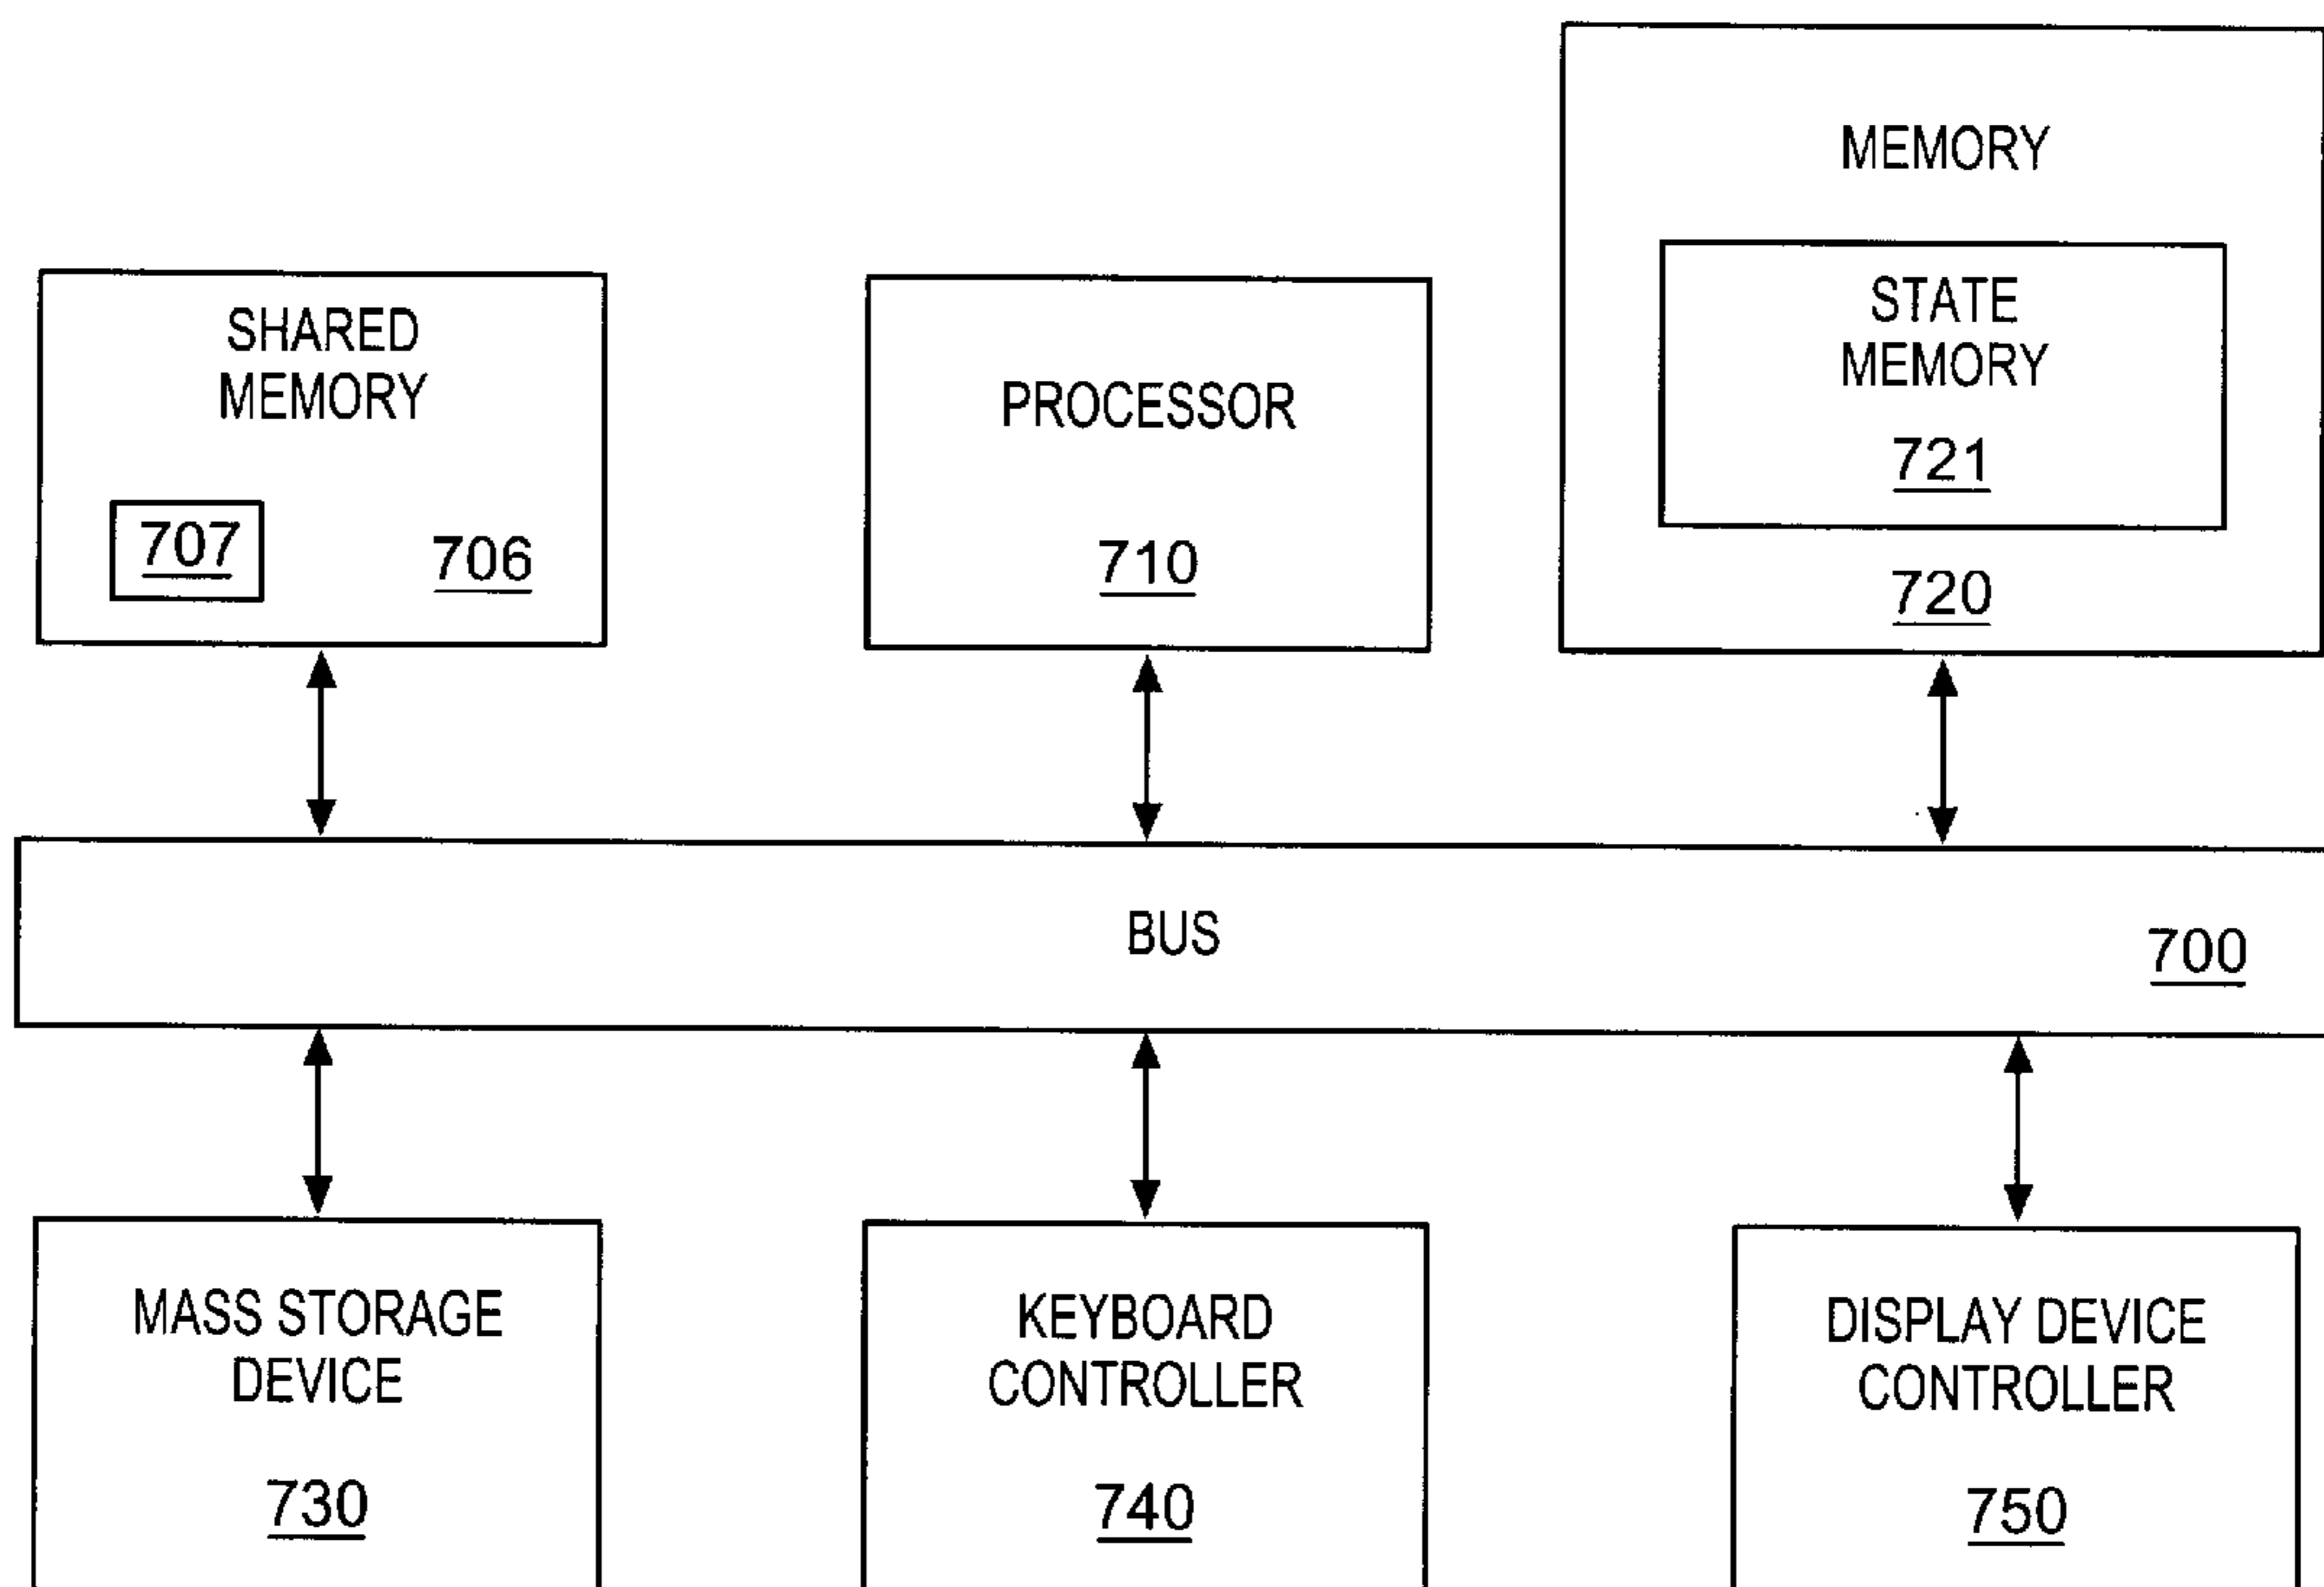 MEMORY
STATE
MEMORY
721
720
SHARED
MEMORY
707
706
PROCESSOR
710
BUS
700
MASS STORAGE
DEVICE
730
KEYBOARD
CONTROLLER
740
DISPLAY DEVICE
CONTROLLER
750